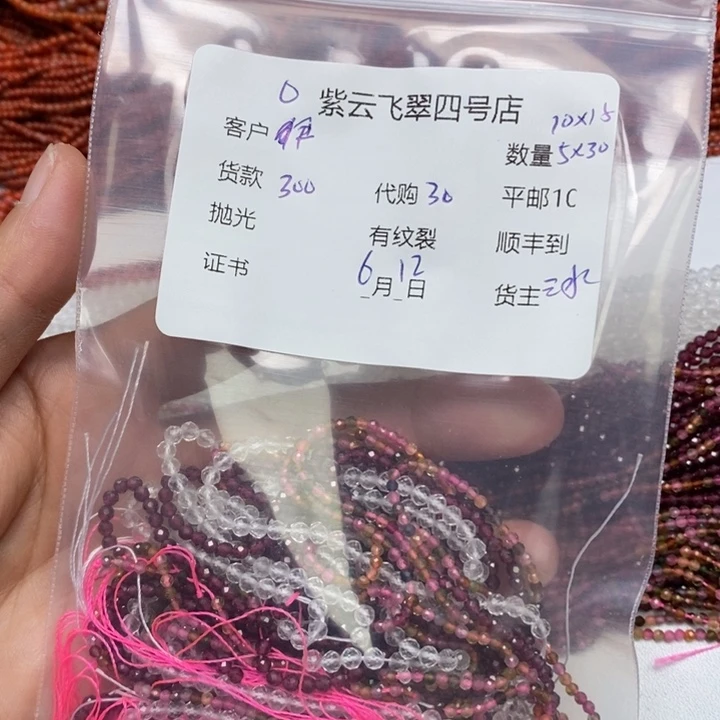 0 紫云飞翠四号店
客户
10x15
数量 5x30
货款 300 代购 30 平邮1C
抛光 有纹裂 顺丰到
证书 6月12日 货主 三水